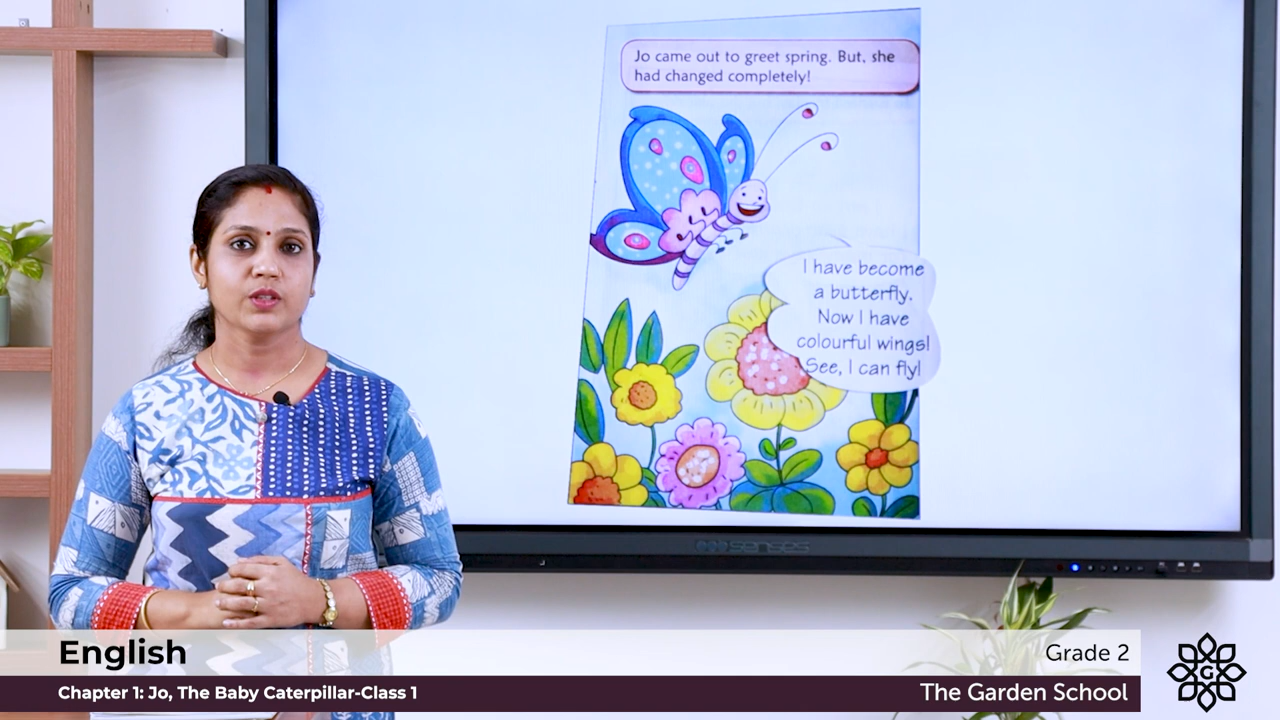 Jo came out to greet spring. But, she
had changed completely!
I have become
a butterfly.
Now I have
colourful wings!
See, I can fly!
senses
English
Grade 2
Chapter 1: Jo, The Baby Caterpillar-Class 1
The Garden School
G